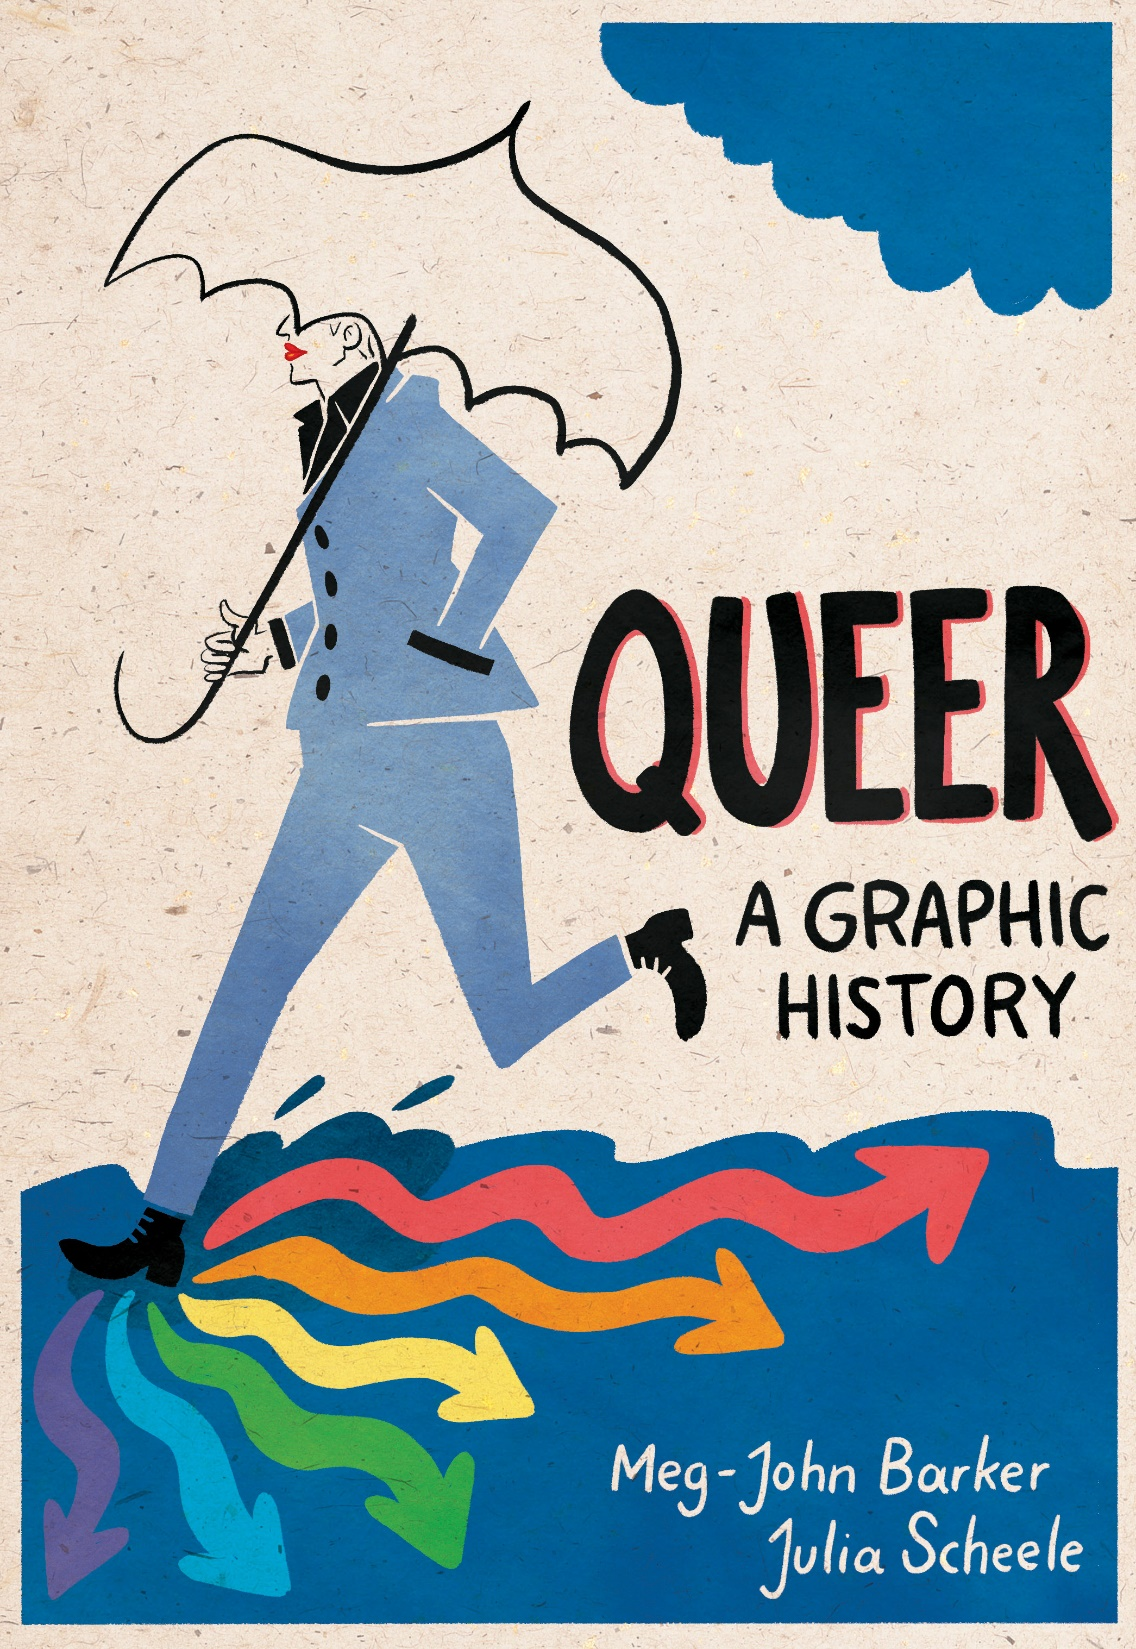 QUEER
A GRAPHIC
HISTORY
Meg-John Barker
Julia Scheele